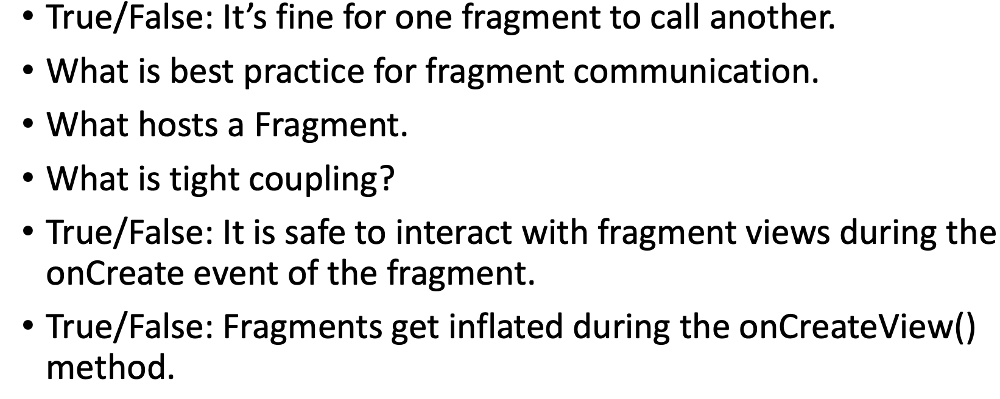 • True/False: It’s fine for one fragment to call another.
• What is best practice for fragment communication.
• What hosts a Fragment.
• What is tight coupling?
• True/False: It is safe to interact with fragment views during the
onCreate event of the fragment.
• True/False: Fragments get inflated during the onCreateView()
method.